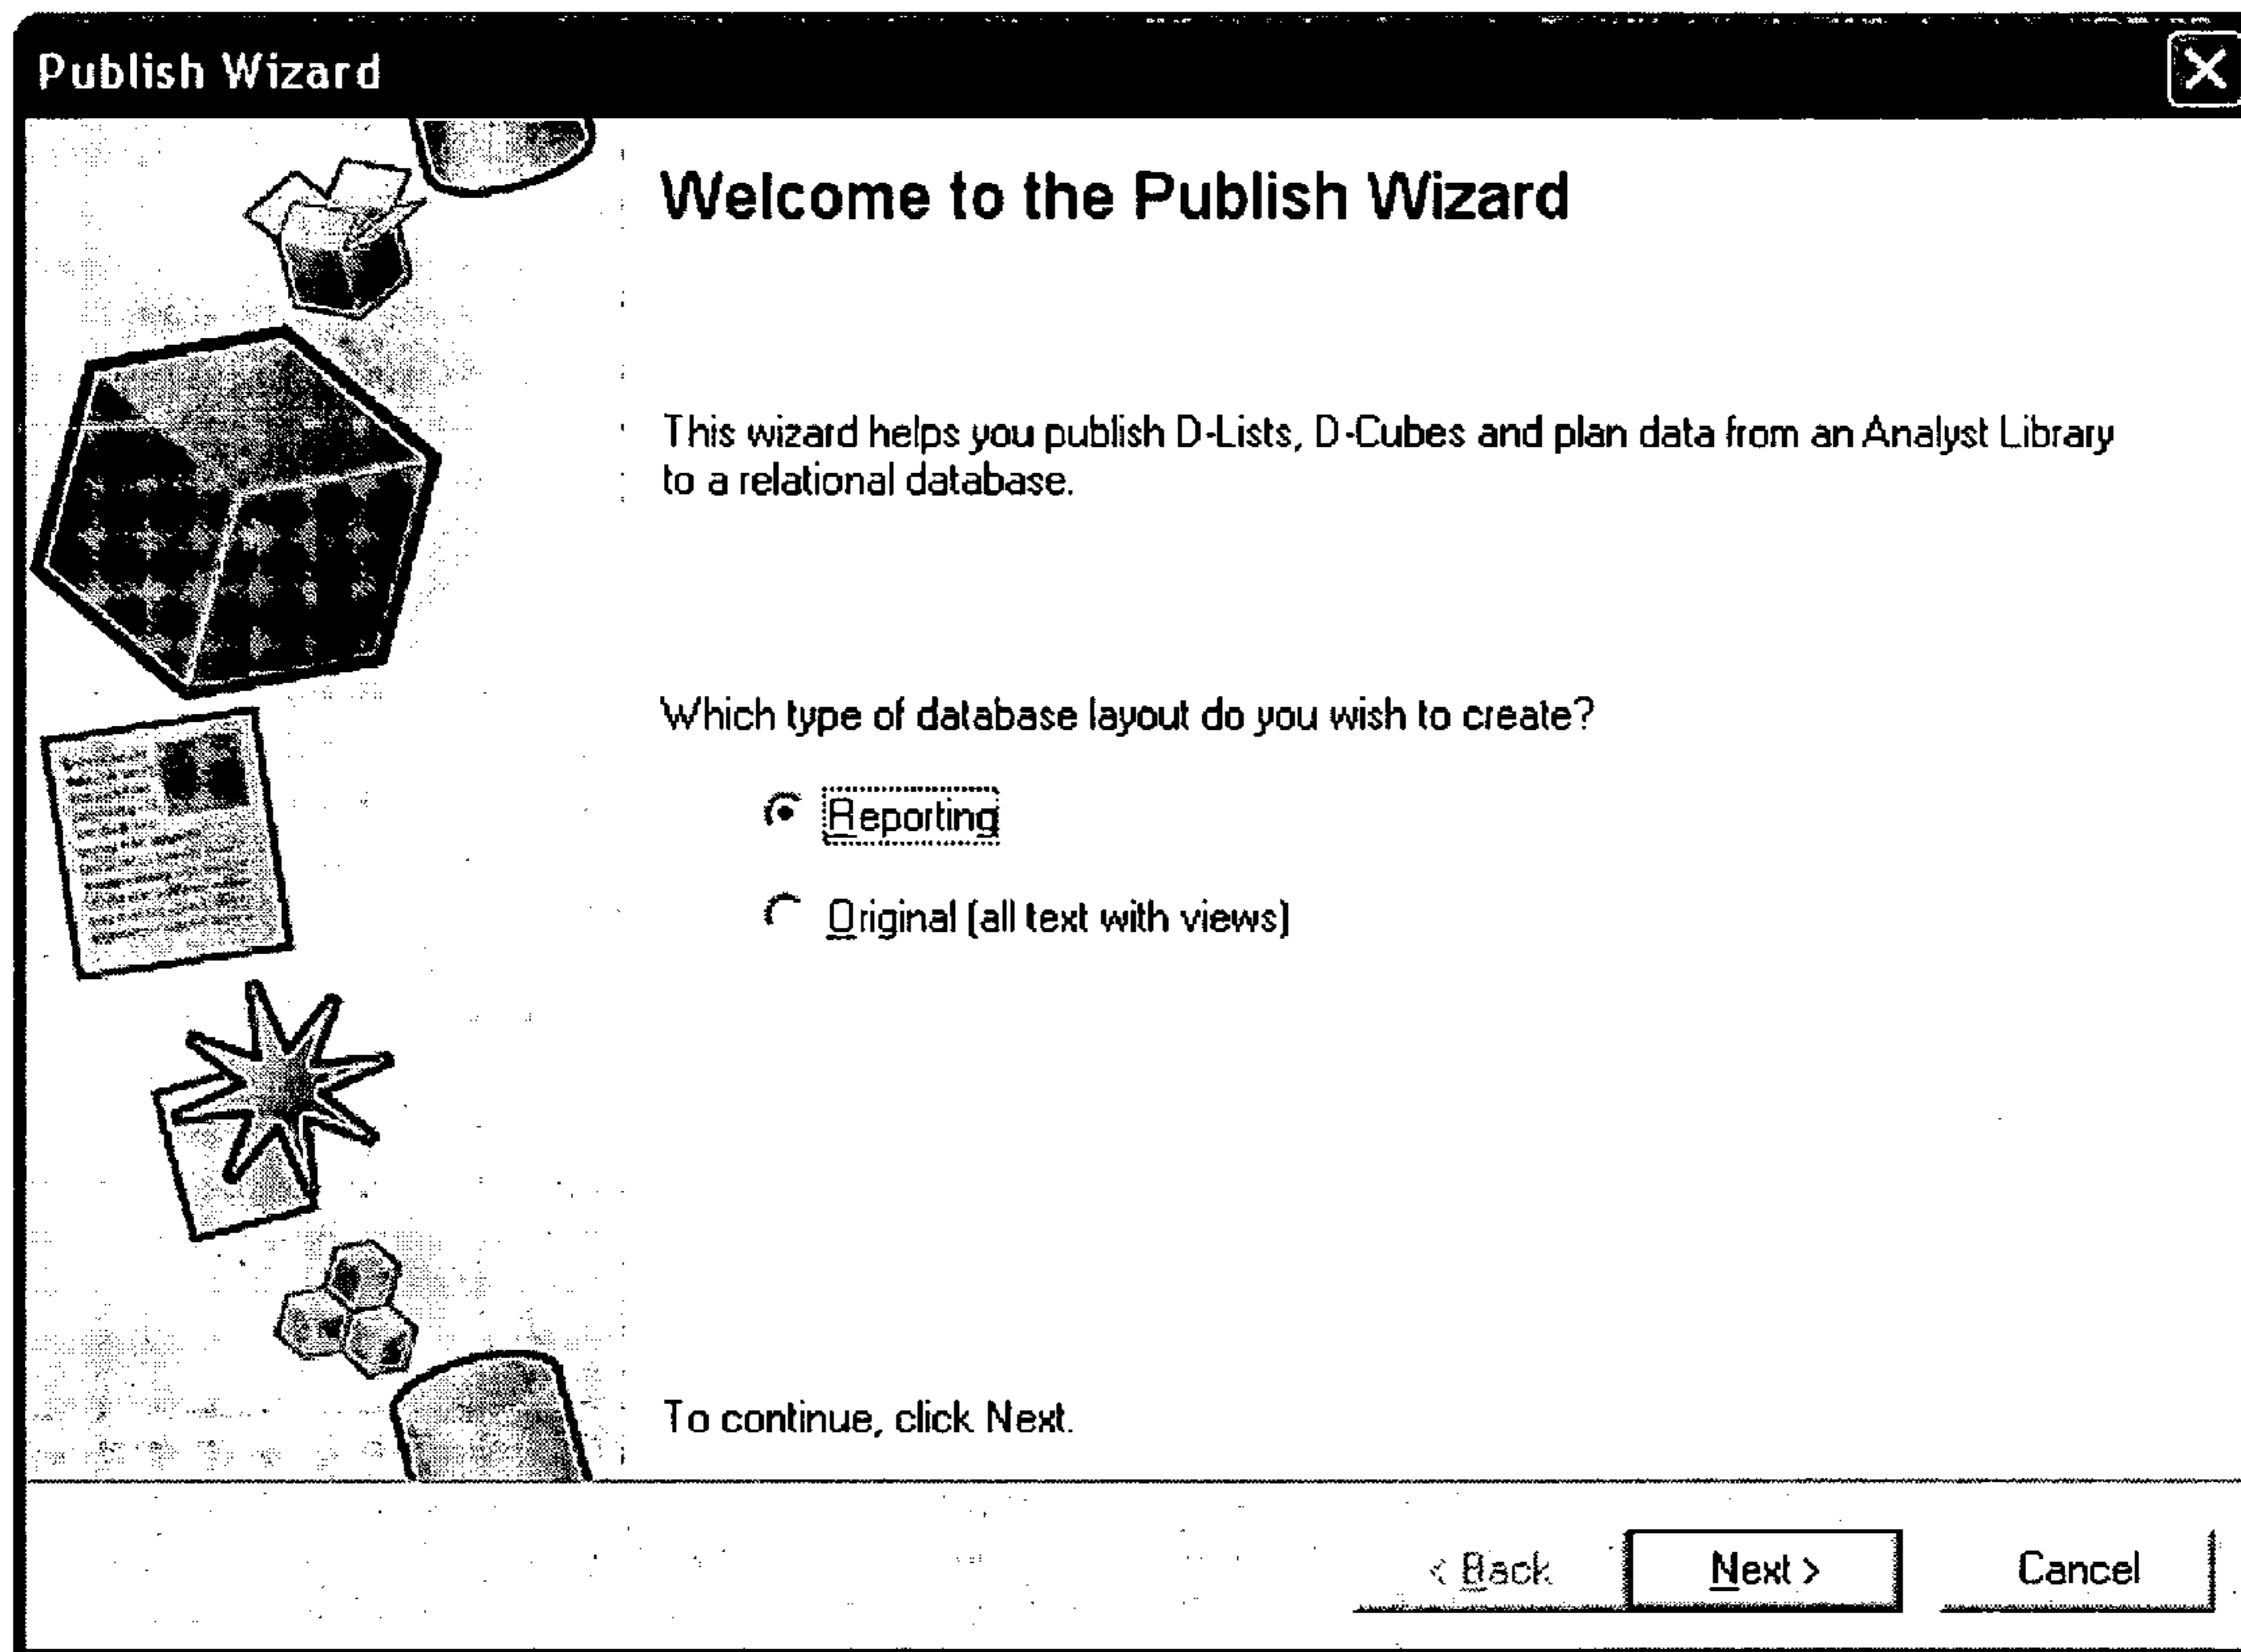 Publish Wizard
Welcome to the Publish Wizard
This wizard helps you publish D-Lists, D-Cubes and plan data from an Analyst Library
to a relational database.
Which type of database layout do you wish to create?
Reporting
Original (all text with views)
To continue, click Next.
< Back Next > Cancel